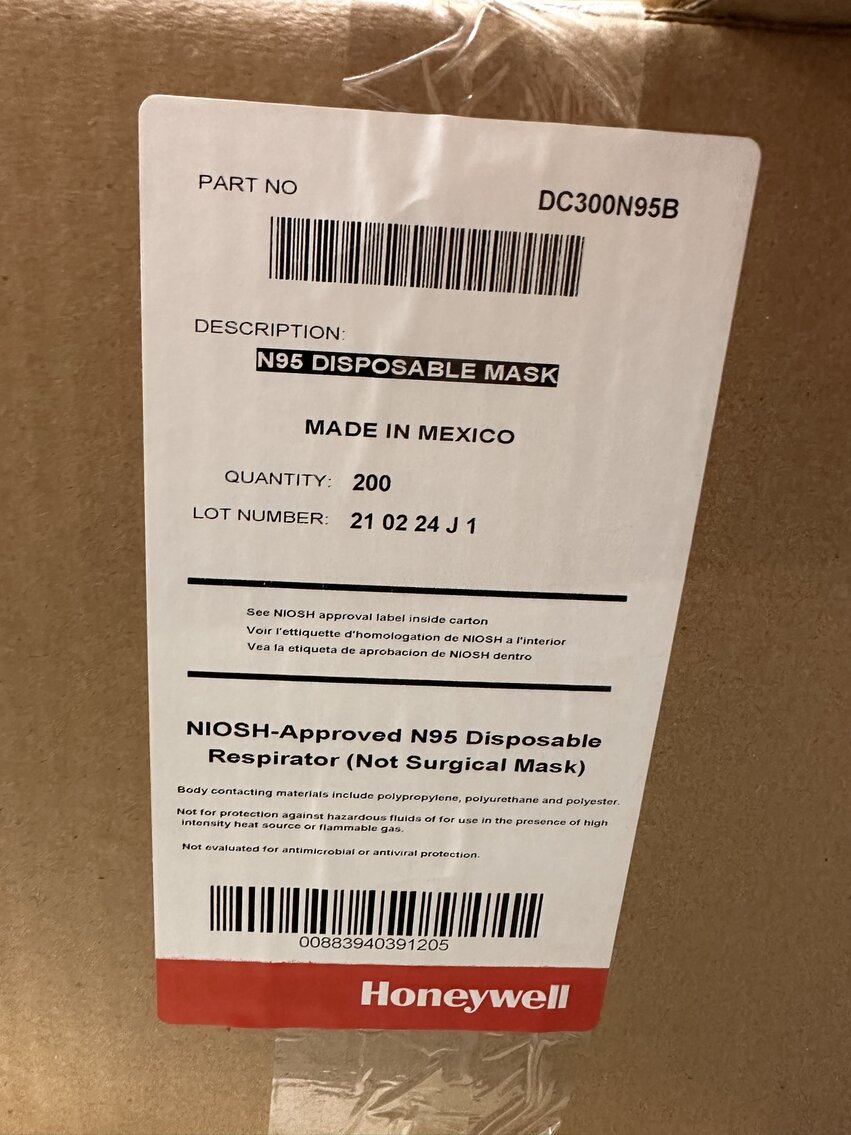 PART NO
DC300N95B
DESCRIPTION:
N95 DISPOSABLE MASK
MADE IN MEXICO
QUANTITY: 200
LOT NUMBER: 21 02 24 J 1
See NIOSH approval label inside carton
Voir l'ettiquette d'homologation de NIOSH a l'interior
Vea la etiqueta de aprobacion de NIOSH dentro
NIOSH-Approved N95 Disposable
Respirator (Not Surgical Mask)
Body contacting materials include polypropylene, polyurethane and polyester.
Not for protection against hazardous fluids of for use in the presence of high
intensity heat source or flammable gas.
Not evaluated for antimicrobial or antiviral protection.
00883940391205
Honeywell